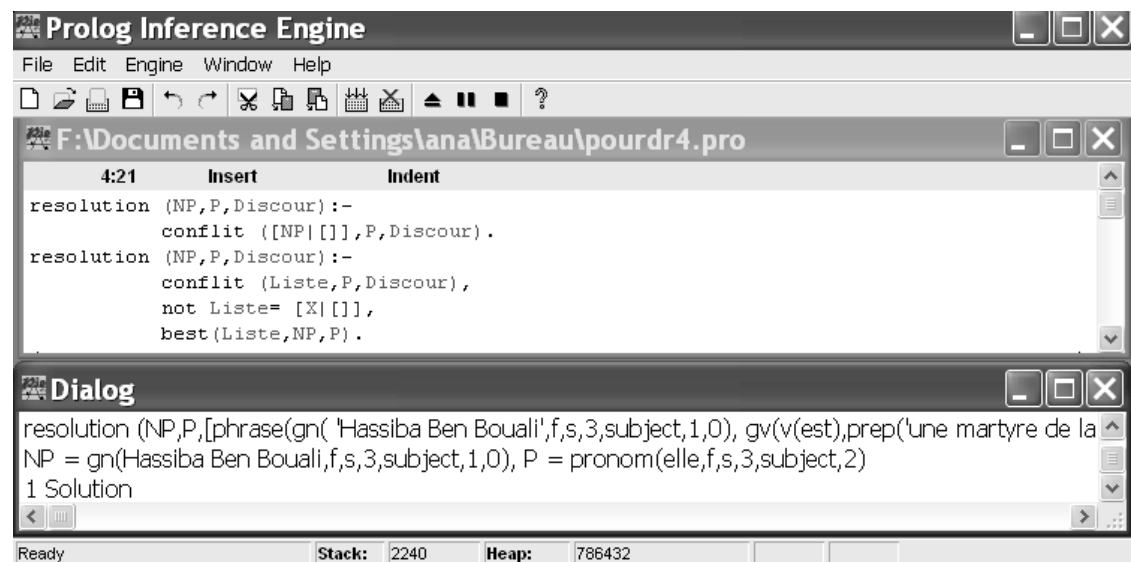 Prolog Inference Engine
File Edit Engine Window Help
F:\Documents and Settings\ana\Bureau\pourdr4.pro
4:21 Insert Indent
resolution (NP,P,Discour):-
conflit ([NP|[]],P,Discour).
resolution (NP,P,Discour):-
conflit (Liste,P,Discour),
not Liste= [X|[]],
best(Liste,NP,P).
Dialog
resolution (NP,P,[phrase(gn( 'Hassiba Ben Bouali',f,s,3,subject,1,0), gv(v(est),prep('une martyre de la
NP = gn(Hassiba Ben Bouali,f,s,3,subject,1,0), P = pronom(elle,f,s,3,subject,2)
1 Solution
Ready Stack: 2240 Heap: 786432